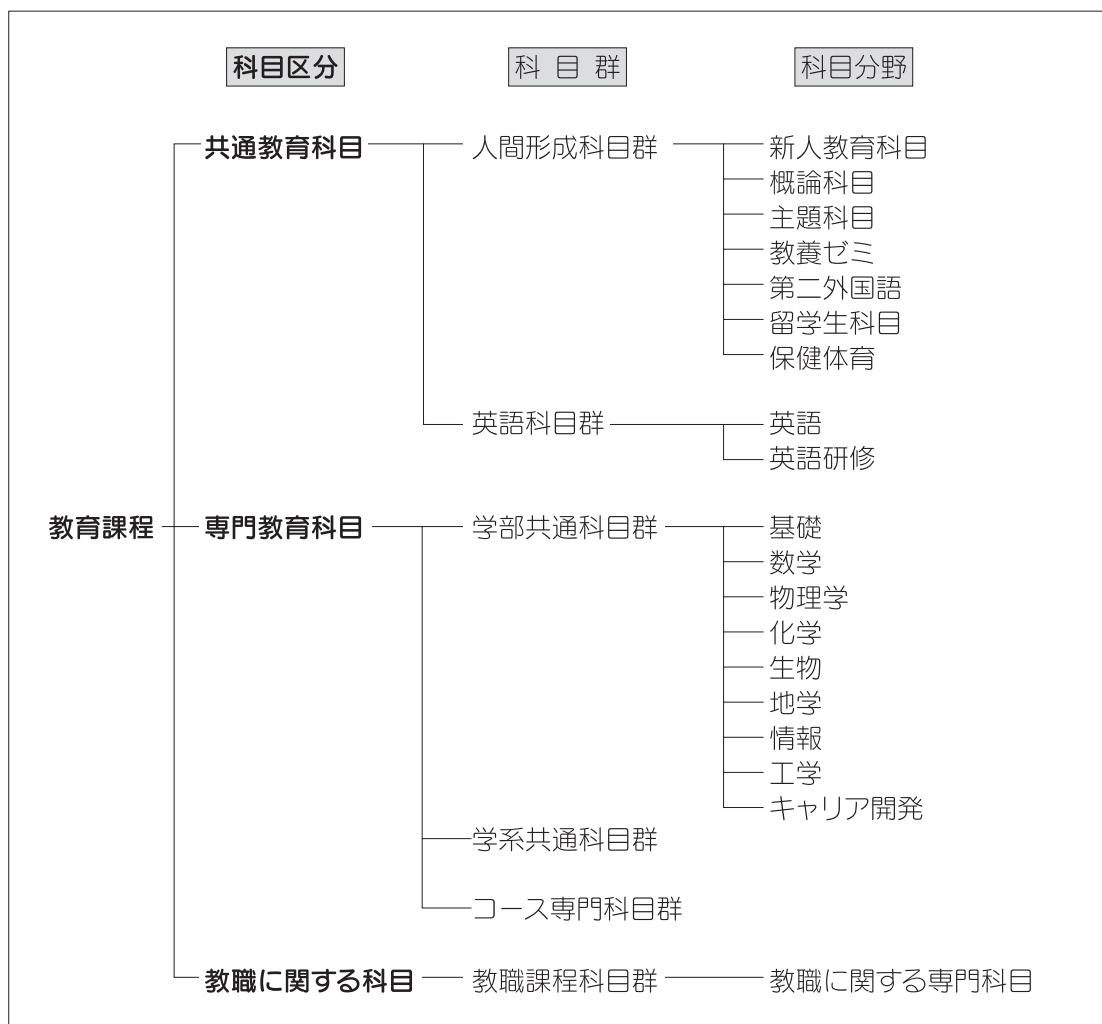 科目区分 科目群 科目分野
共通教育科目 人間形成科目群 新人教育科目
概論科目
主題科目
教養ゼミ
第二外国語
留学生科目
保健体育
英語科目群 英語
英語研修
教育課程 専門教育科目 学部共通科目群 基礎
数学
物理学
化学
生物
地学
情報
工学
キャリア開発
学系共通科目群
コース専門科目群
教職に関する科目 教職課程科目群 教職に関する専門科目